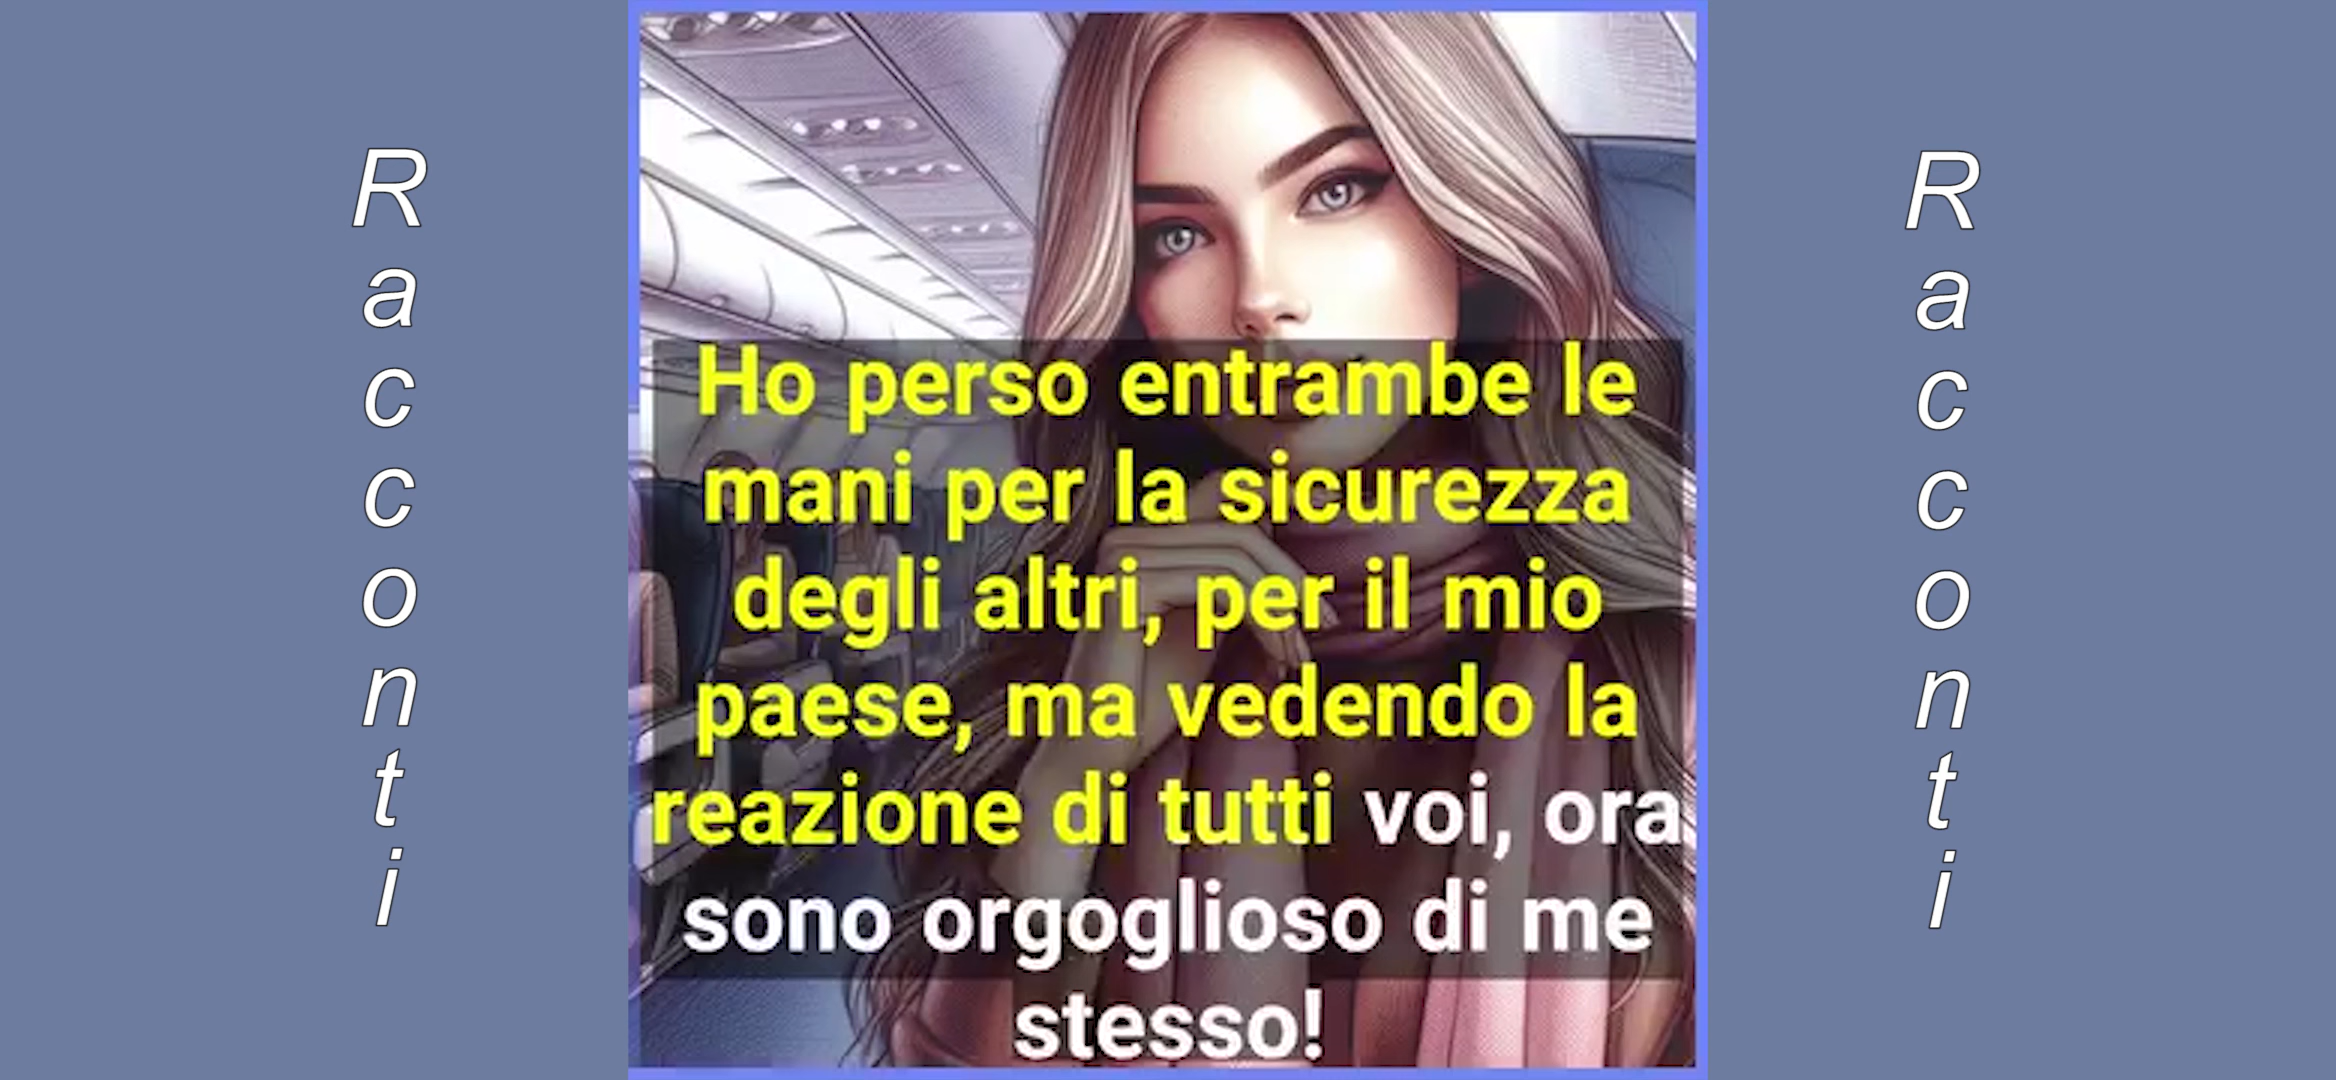 Racconti
Ho perso entrambe le
mani per la sicurezza
degli altri, per il mio
paese, ma vedendo la
reazione di tutti voi, ora
sono orgoglioso di me
stesso!
Racconti